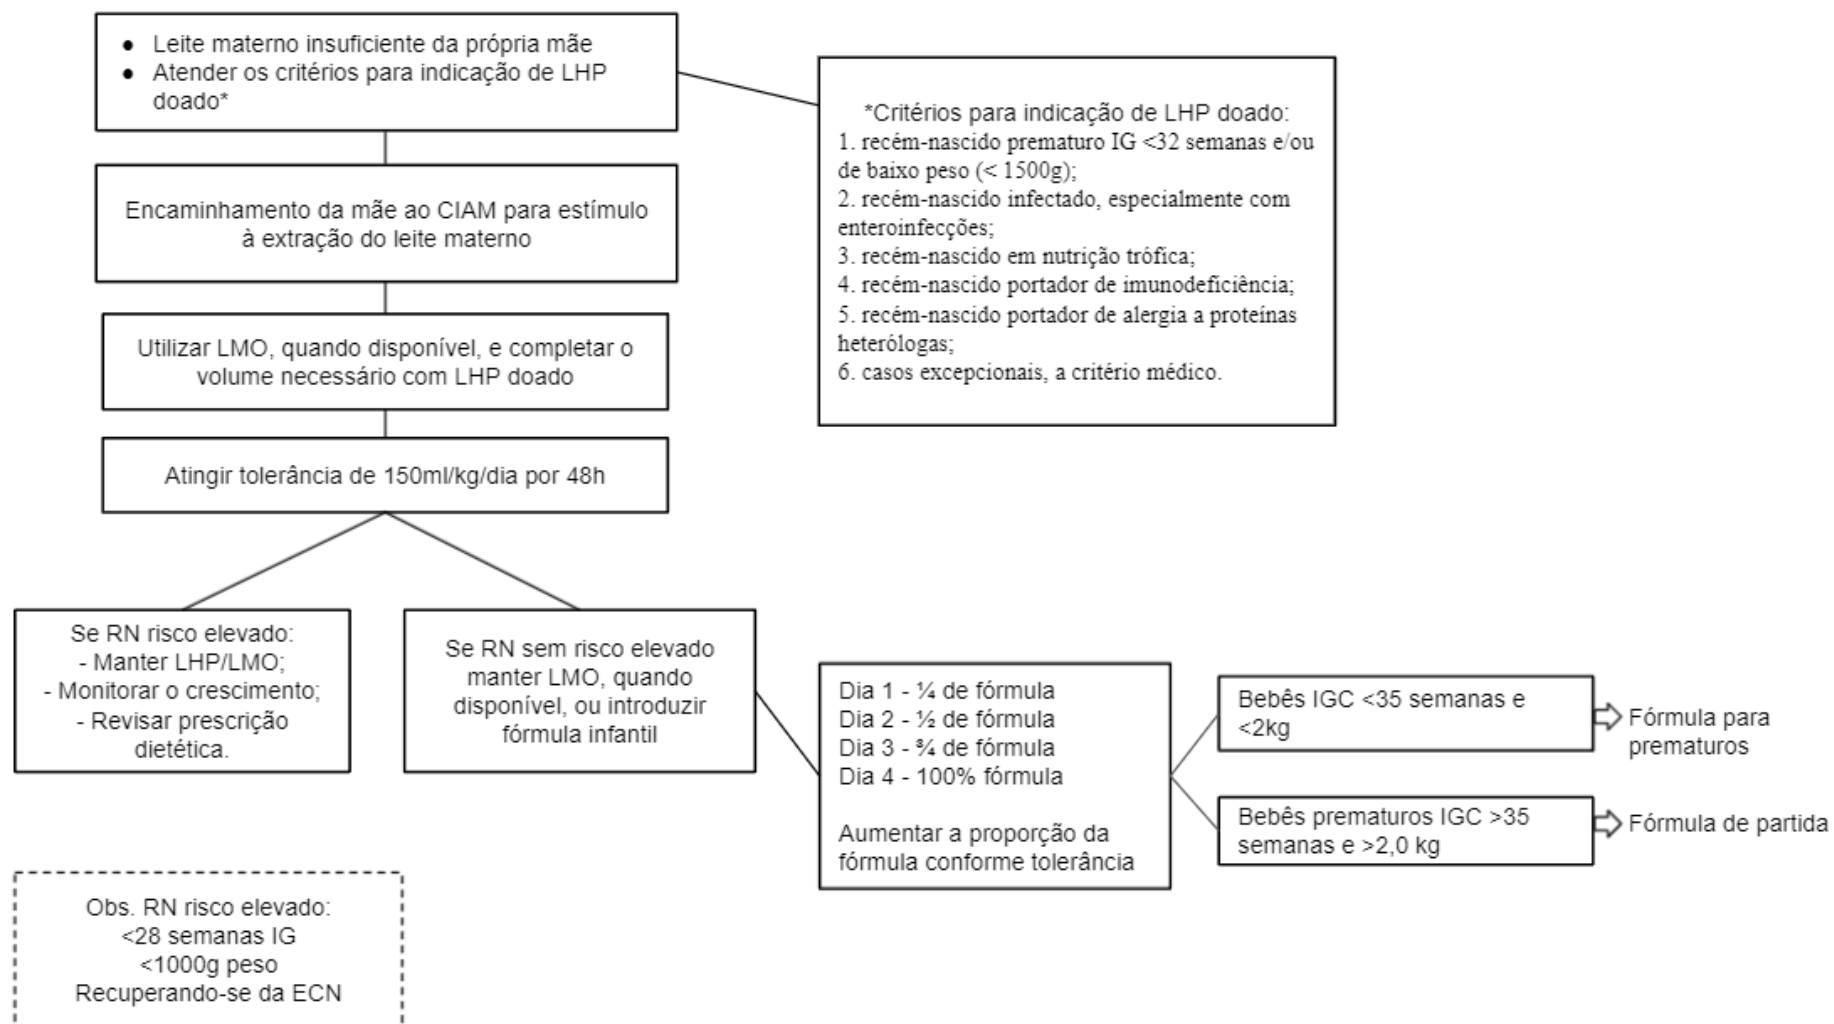 ● Leite materno insuficiente da própria mãe
● Atender os critérios para indicação de LHP
doado*
*Critérios para indicação de LHP doado:
1. recém-nascido prematuro IG <32 semanas e/ou
de baixo peso (< 1500g);
2. recém-nascido infectado, especialmente com
enteroinfecções;
3. recém-nascido em nutrição trófica;
4. recém-nascido portador de imunodeficiência;
5. recém-nascido portador de alergia a proteínas
heterólogas;
6. casos excepcionais, a critério médico.
Encaminhamento da mãe ao CIAM para estímulo
à extração do leite materno
Utilizar LMO, quando disponível, e completar o
volume necessário com LHP doado
Atingir tolerância de 150ml/kg/dia por 48h
Se RN risco elevado:
- Manter LHP/LMO;
- Monitorar o crescimento;
- Revisar prescrição
dietética.
Se RN sem risco elevado
manter LMO, quando
disponível, ou introduzir
fórmula infantil
Dia 1 - ¼ de fórmula
Dia 2 - ½ de fórmula
Dia 3 - ¾ de fórmula
Dia 4 - 100% fórmula
Aumentar a proporção da
fórmula conforme tolerância
Bebês IGC <35 semanas e
<2kg
Fórmula para
prematuros
Bebês prematuros IGC >35
semanas e >2,0 kg
Fórmula de partida
Obs. RN risco elevado:
<28 semanas IG
<1000g peso
Recuperando-se da ECN